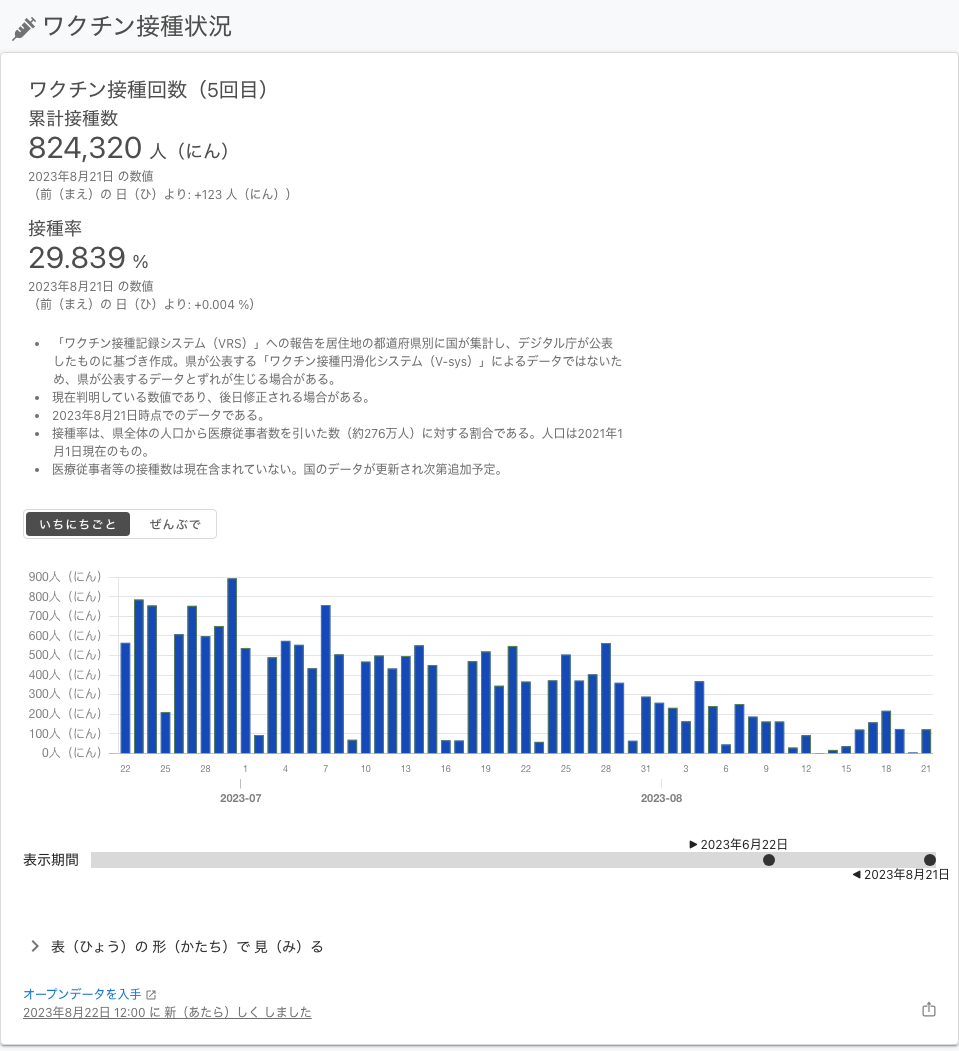 ワクチン接種状況
ワクチン接種回数（5回目）
累計接種数
824,320 人（にん）
2023年8月21日 の数値
（前（まえ）の 日（ひ）より: +123 人（にん））
接種率
29.839 %
2023年8月21日 の数値
（前（まえ）の 日（ひ）より: +0.004 %）
「ワクチン接種記録システム（VRS）」への報告を居住地の都道府県別に国が集計し、デジタル庁が公表
したものに基づき作成。県が公表する「ワクチン接種円滑化システム（V-sys）」によるデータではないた
め、県が公表するデータとずれが生じる場合がある。
現在判明している数値であり、後日修正される場合がある。
2023年8月21日時点でのデータである。
接種率は、県全体の人口から医療従事者数を引いた数（約276万人）に対する割合である。人口は2021年1
月1日現在のもの。
医療従事者等の接種数は現在含まれていない。国のデータが更新され次第追加予定。
いちにちごと ぜんぶで
900人（にん）
800人（にん）
700人（にん）
600人（にん）
500人（にん）
400人（にん）
300人（にん）
200人（にん）
100人（にん）
0人（にん）
22 25 28 1 4 7 10 13 16 19 22 25 28 31 3 6 9 12 15 18 21
2023-07 2023-08
2023年6月22日
表示期間
2023年8月21日
表（ひょう）の 形（かたち）で 見（み）る
オープンデータを入手
2023年8月22日 12:00 に 新（あたら）しく しました